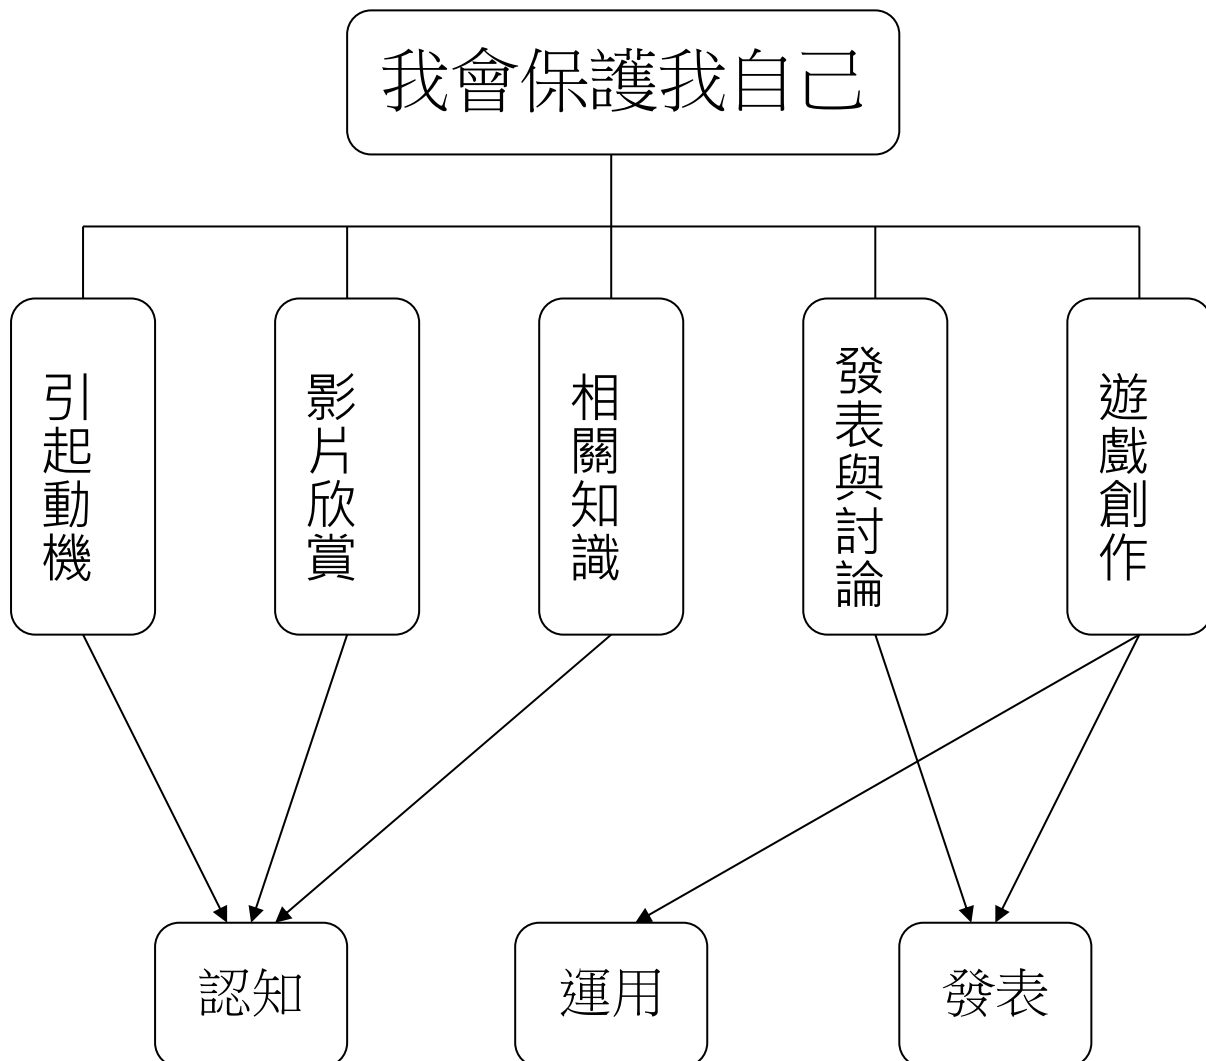 我會保護我自己
引起動機
影片欣賞
相關知識
發表與討論
遊戲創作
認知
運用
發表